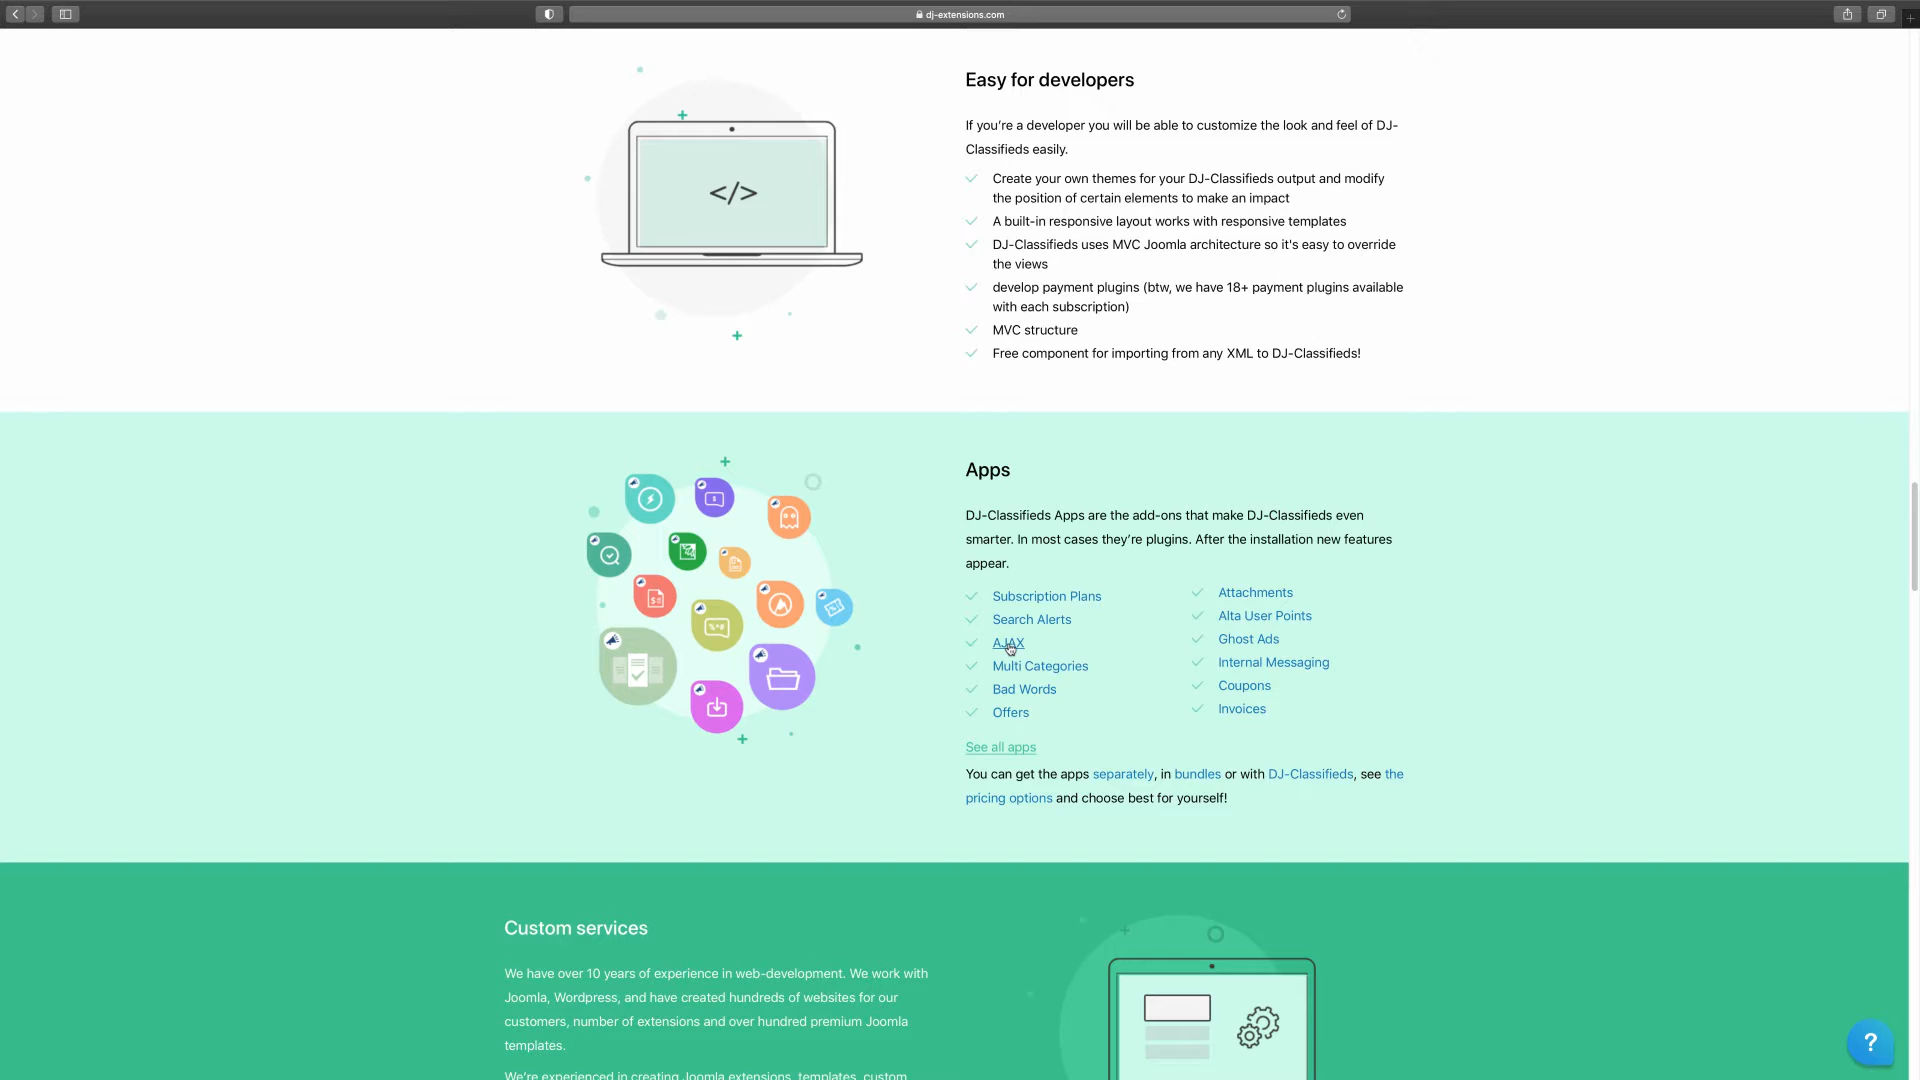 dj-extensions.com
Easy for developers
If you're a developer you will be able to customize the look and feel of DJ-
Classifieds easily.
Create your own themes for your DJ-Classifieds output and modify
the position of certain elements to make an impact
A built-in responsive layout works with responsive templates
DJ-Classifieds uses MVC Joomla architecture so it's easy to override
the views
develop payment plugins (btw, we have 18+ payment plugins available
with each subscription)
MVC structure
Free component for importing from any XML to DJ-Classifieds!
</>
Apps
DJ-Classifieds Apps are the add-ons that make DJ-Classifieds even
smarter. In most cases they're plugins. After the installation new features
appear.
Subscription Plans
Search Alerts
AJAX
Multi Categories
Bad Words
Offers
Attachments
Alta User Points
Ghost Ads
Internal Messaging
Coupons
Invoices
See all apps
You can get the apps separately, in bundles or with DJ-Classifieds, see the
pricing options and choose best for yourself!
Custom services
We have over 10 years of experience in web-development. We work with
Joomla, Wordpress, and have created hundreds of websites for our
customers, number of extensions and over hundred premium Joomla
templates.
We're experienced in creating Joomla extensions, templates, custom
?